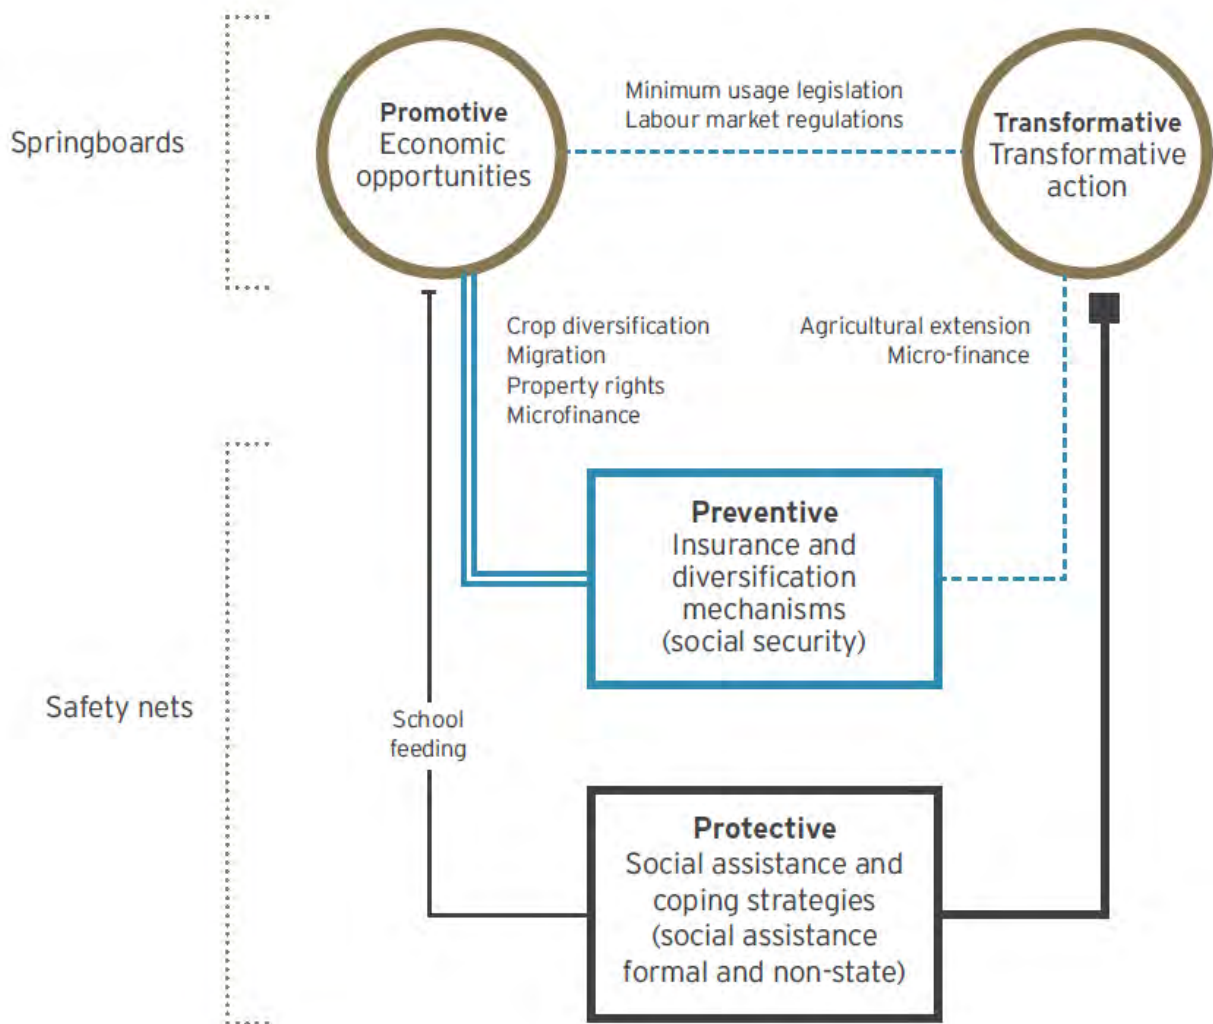 Springboards
Promotive
Economic
opportunities
Minimum usage legislation
Labour market regulations
Transformative
Transformative
action
Crop diversification
Migration
Property rights
Microfinance
Agricultural extension
Micro-finance
Safety nets
Preventive
Insurance and
diversification
mechanisms
(social security)
School
feeding
Protective
Social assistance and
coping strategies
(social assistance
formal and non-state)